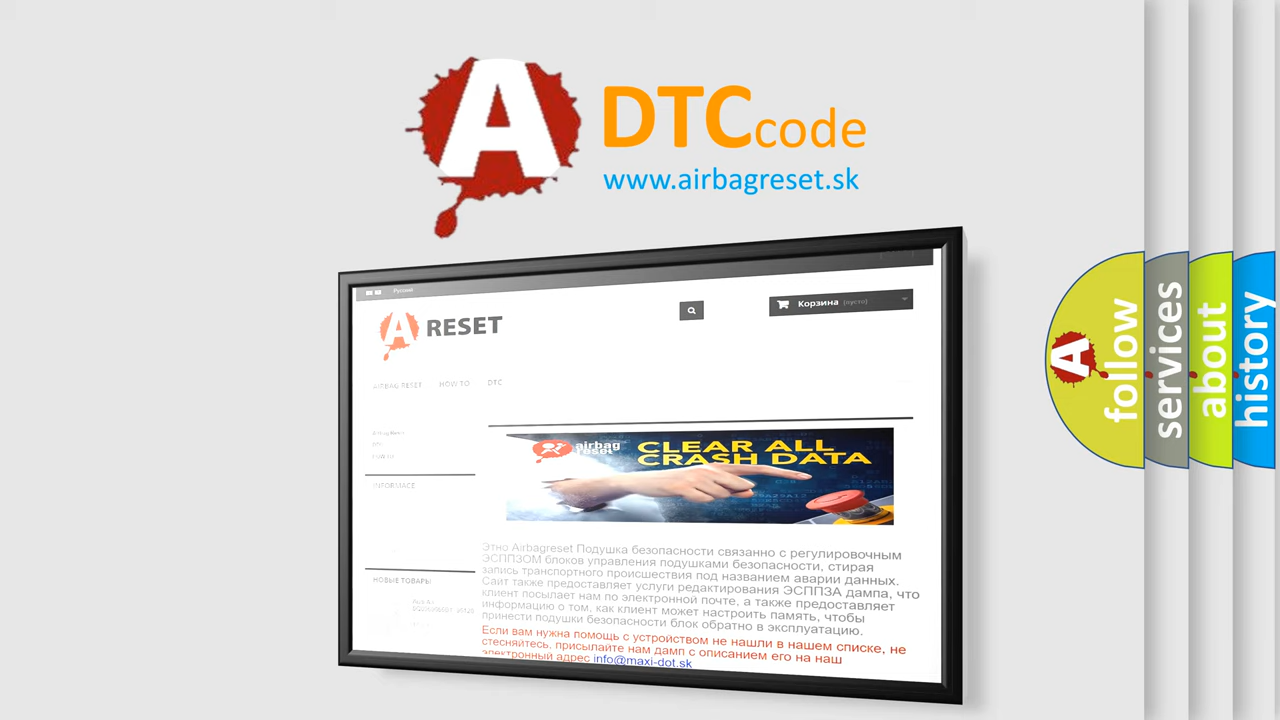 A DTCcode
www.airbagreset.sk
Русский
Корзина (пусто)
A RESET
AIRBAG RESET HOW TO DTC
INFORMACE
airbag
reset
CLEAR ALL
CRASH DATA
Этно Airbagreset Подушка безопасности связанно с регулировочным
ЭСППЗОМ блоков управления подушками безопасности, стирая
запись транспортного происшествия под названием аварии данных.
Сайт также предоставляет услуги редактирования ЭСППЗА дампа, что
клиент посылает нам по электронной почте, а также предоставляет
информацию о том, как клиент может настроить память, чтобы
принести подушки безопасности блок обратно в эксплуатацию.
Если вам нужна помощь с устройством не нашли в нашем списке, не
стесняйтесь, присылайте нам дамп с описанием его на наш
электронный адрес info@maxi-dot.sk
НОВЫЕ ТОВАРЫ
A
follow
services
about
history